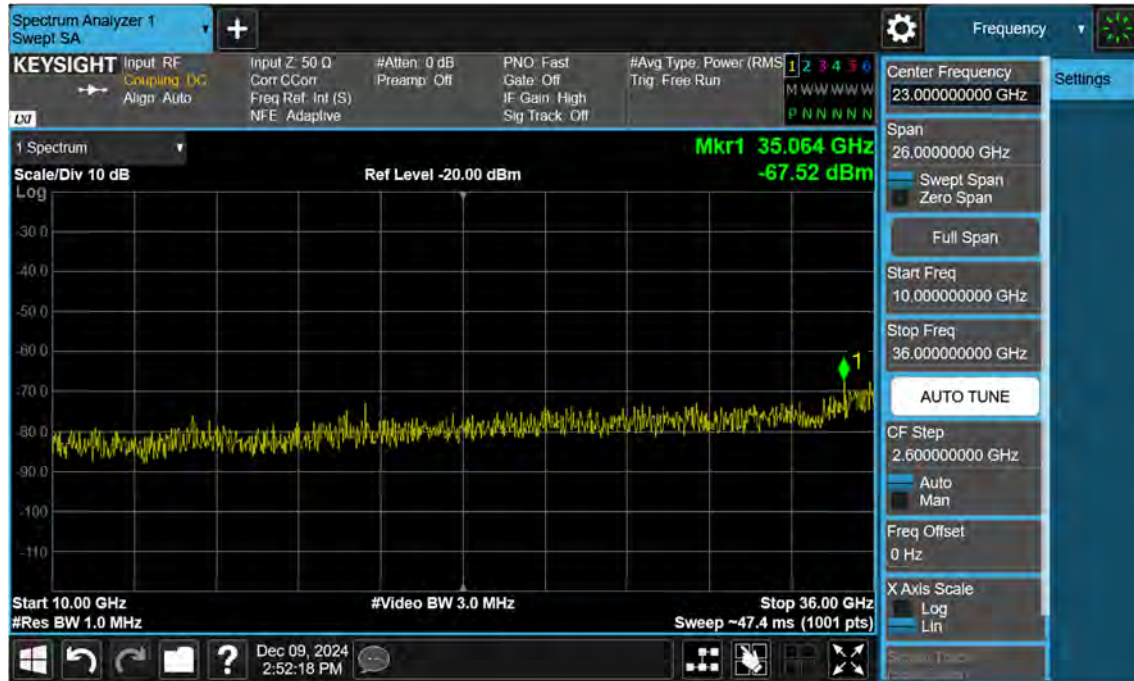 Spectrum Analyzer 1
Swept SA
+
Frequency
KEYSIGHT
Input: RF
Coupling: DC
Align: Auto
Input Z: 50 Ω
Corr CCorr
Freq Ref: Int (S)
NFE: Adaptive
#Atten: 0 dB
Preamp: Off
PNO: Fast
Gate: Off
IF Gain: High
Sig Track: Off
#Avg Type: Power (RMS
Trig: Free Run
1 2 3 4 5 6
M W W W W W
P N N N N N
LXI
1 Spectrum
Scale/Div 10 dB
Ref Level -20.00 dBm
Mkr1 35.064 GHz
-67.52 dBm
Log
-30.0
-40.0
-50.0
-60.0
-70.0
-80.0
-90.0
-100
-110
1
Start 10.00 GHz
#Res BW 1.0 MHz
#Video BW 3.0 MHz
Stop 36.00 GHz
Sweep ~47.4 ms (1001 pts)
Center Frequency
23.000000000 GHz
Span
26.0000000 GHz
Swept Span
Zero Span
Full Span
Start Freq
10.000000000 GHz
Stop Freq
36.000000000 GHz
AUTO TUNE
CF Step
2.600000000 GHz
Auto
Man
Freq Offset
0 Hz
X Axis Scale
Log
Lin
Settings
?
Dec 09, 2024
2:52:18 PM